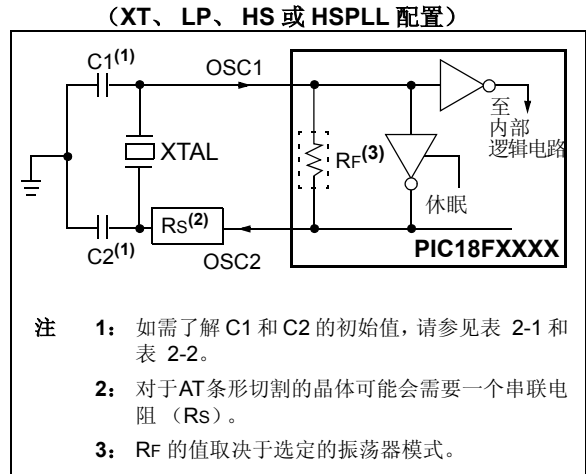 （XT、 LP、 HS 或 HSPLL 配置）
C1(1)
OSC1
至
内部
逻辑电路
XTAL
RF(3)
休眠
RS(2)
C2(1)
OSC2
PIC18FXXXX
注 1： 如需了解 C1 和 C2 的初始值，请参见表 2-1 和
表 2-2。
2： 对于AT条形切割的晶体可能会需要一个串联电
阻 （RS）。
3： RF 的值取决于选定的振荡器模式。